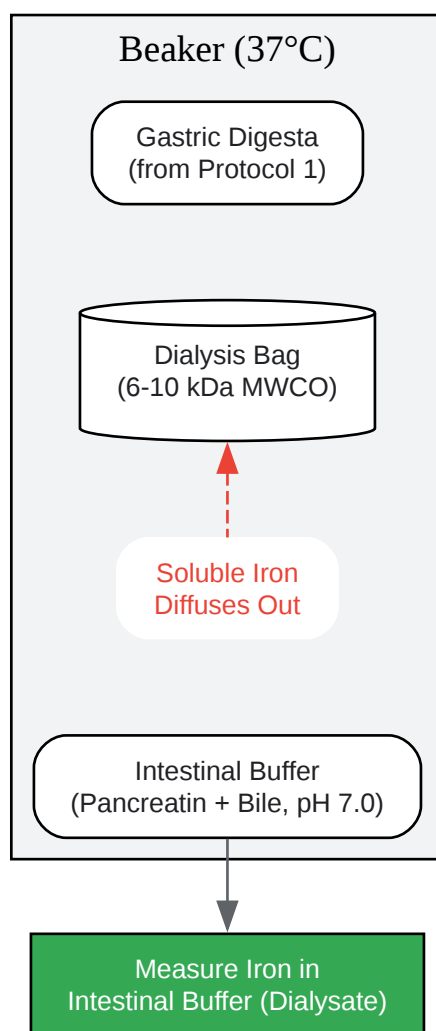 Beaker (37°C)
Gastric Digesta
(from Protocol 1)
Dialysis Bag
(6-10 kDa MWCO)
Soluble Iron
Diffuses Out
Intestinal Buffer
(Pancreatin + Bile, pH 7.0)
Measure Iron in
Intestinal Buffer (Dialysate)